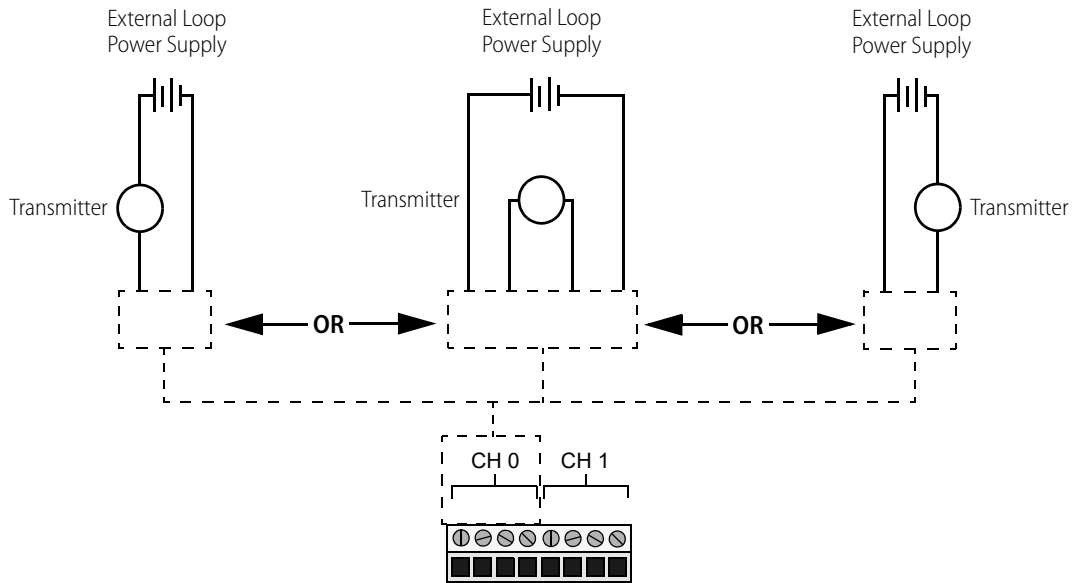 External Loop
Power Supply
External Loop
Power Supply
External Loop
Power Supply
Transmitter
Transmitter
Transmitter
OR
OR
CH 0
CH 1